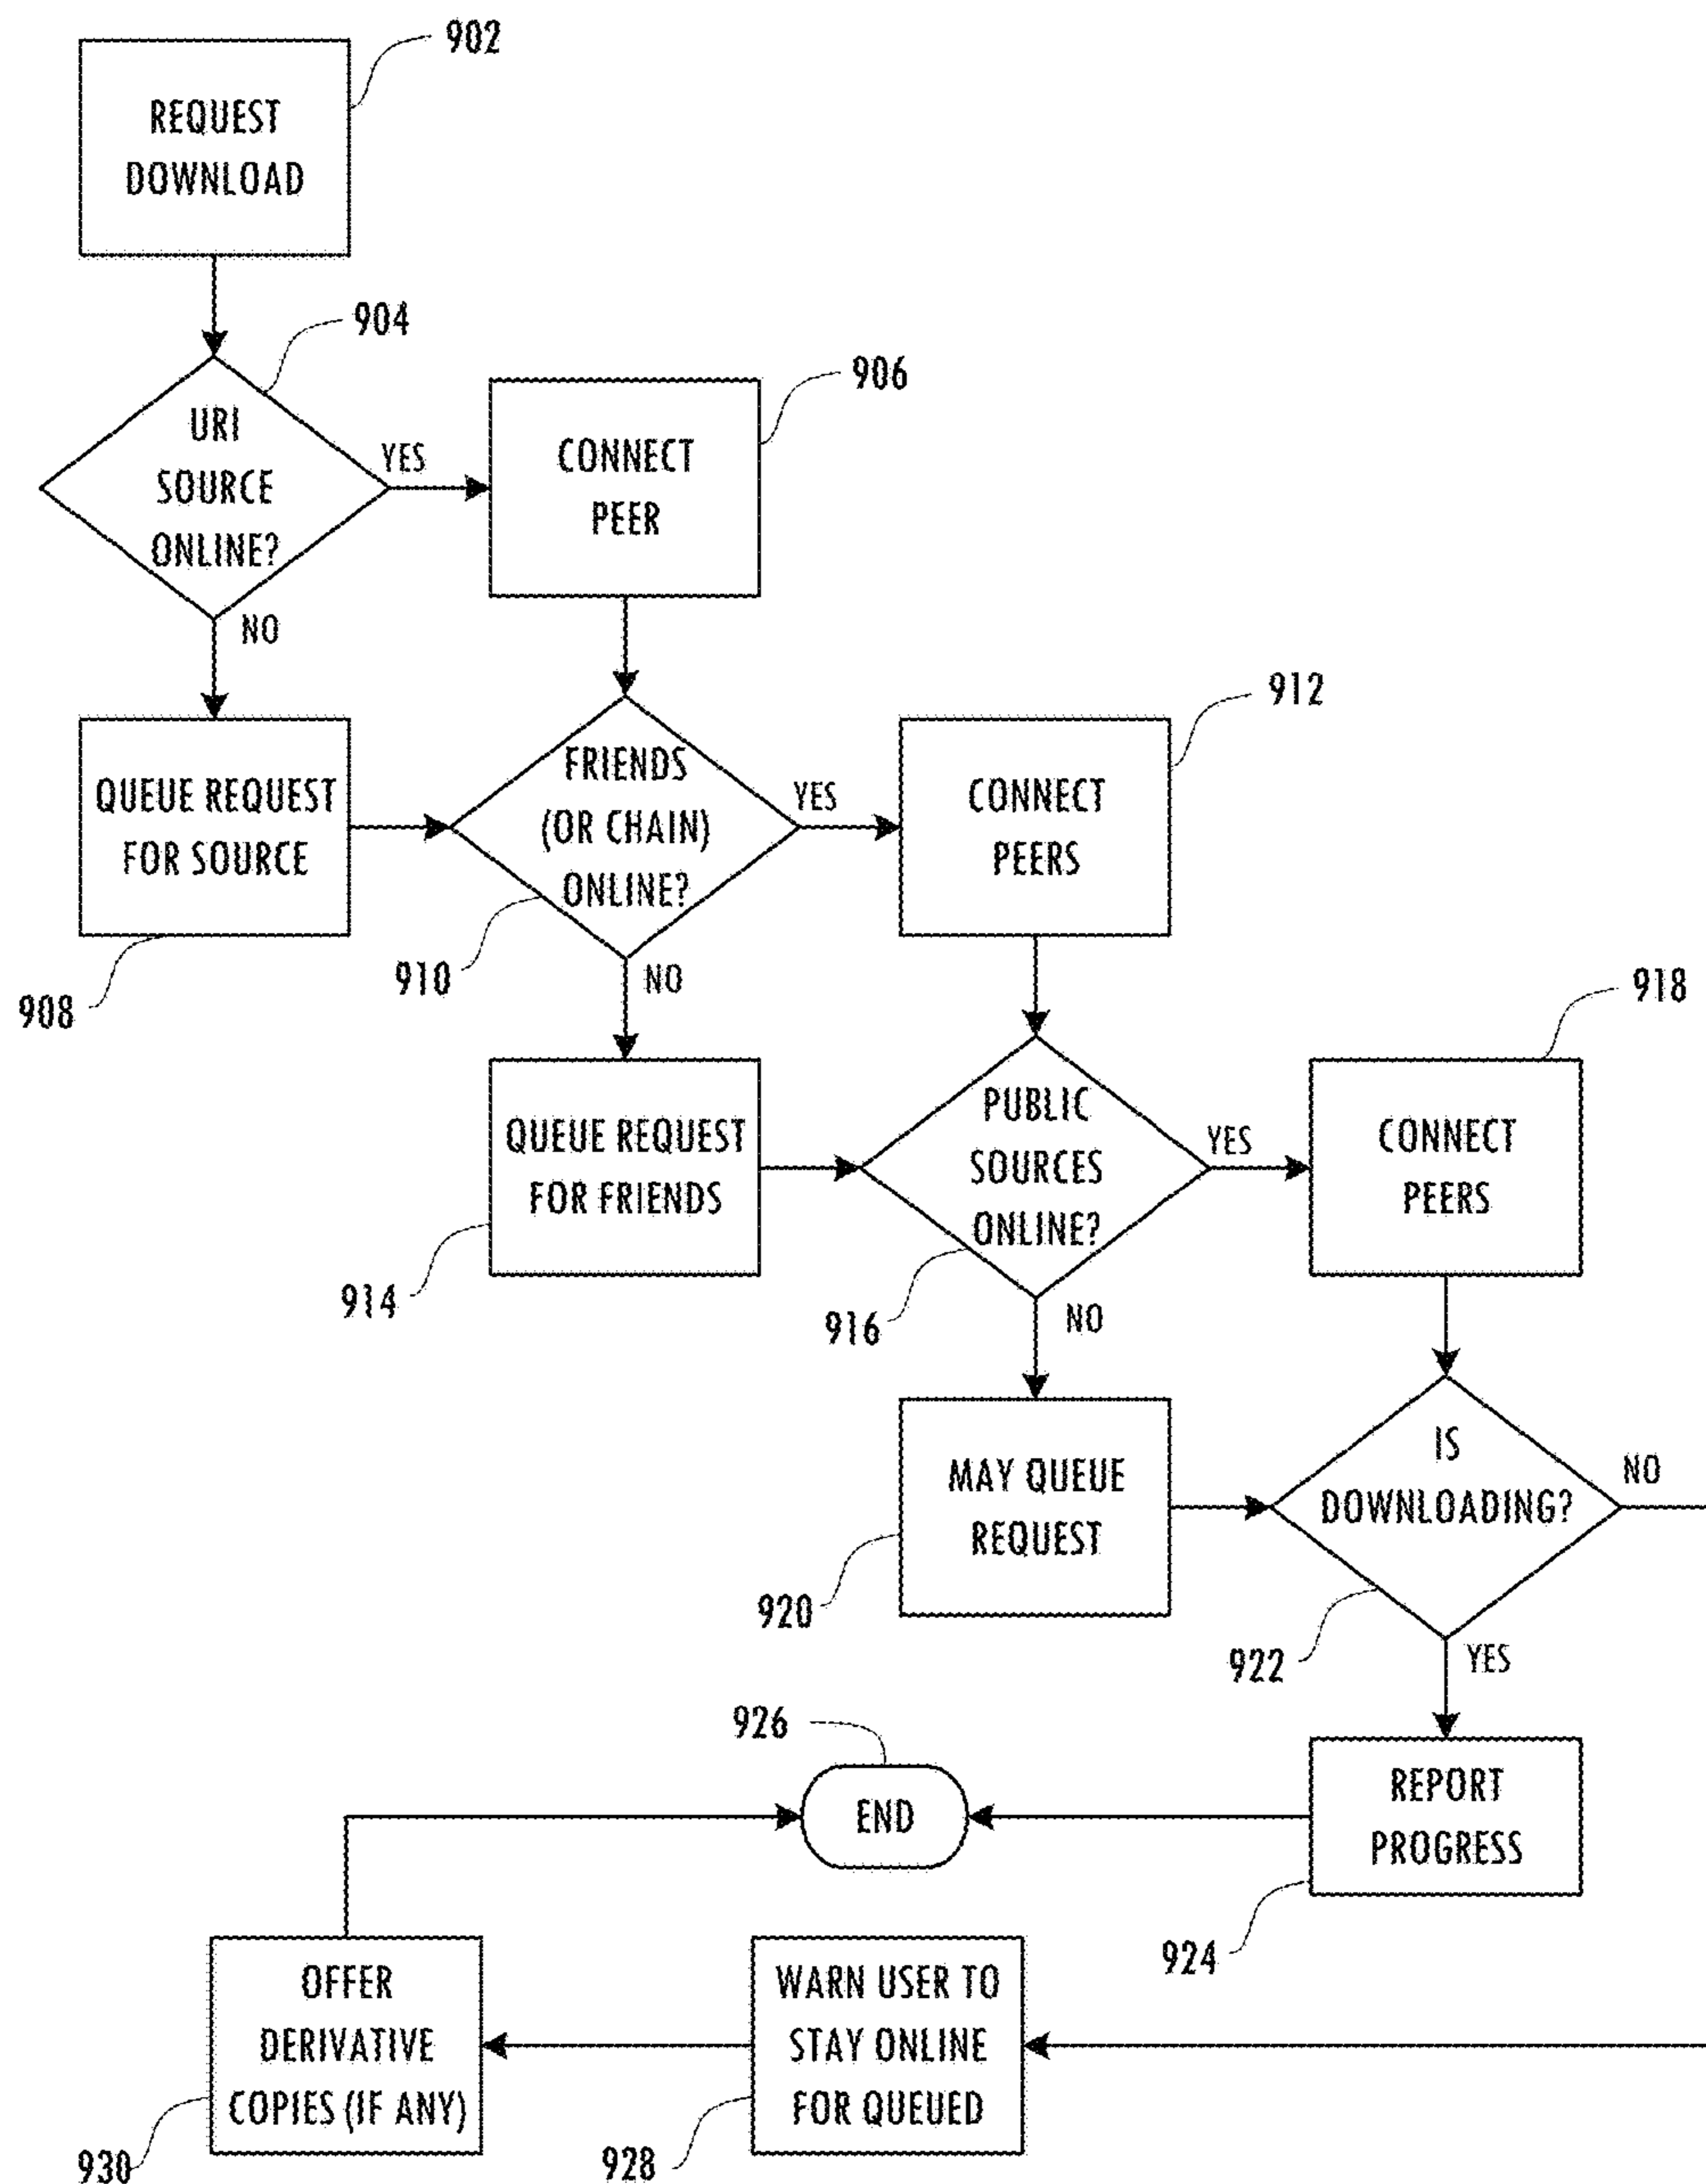 902
REQUEST
DOWNLOAD
904
URI
SOURCE
ONLINE?
YES
NO
906
CONNECT
PEER
QUEUE REQUEST
FOR SOURCE
908
FRIENDS
(OR CHAIN)
ONLINE?
910
YES
NO
912
CONNECT
PEERS
QUEUE REQUEST
FOR FRIENDS
914
PUBLIC
SOURCES
ONLINE?
916
YES
NO
918
CONNECT
PEERS
MAY QUEUE
REQUEST
920
IS
DOWNLOADING?
922
NO
YES
REPORT
PROGRESS
924
926
END
WARN USER TO
STAY ONLINE
FOR QUEUED
928
OFFER
DERIVATIVE
COPIES (IF ANY)
930